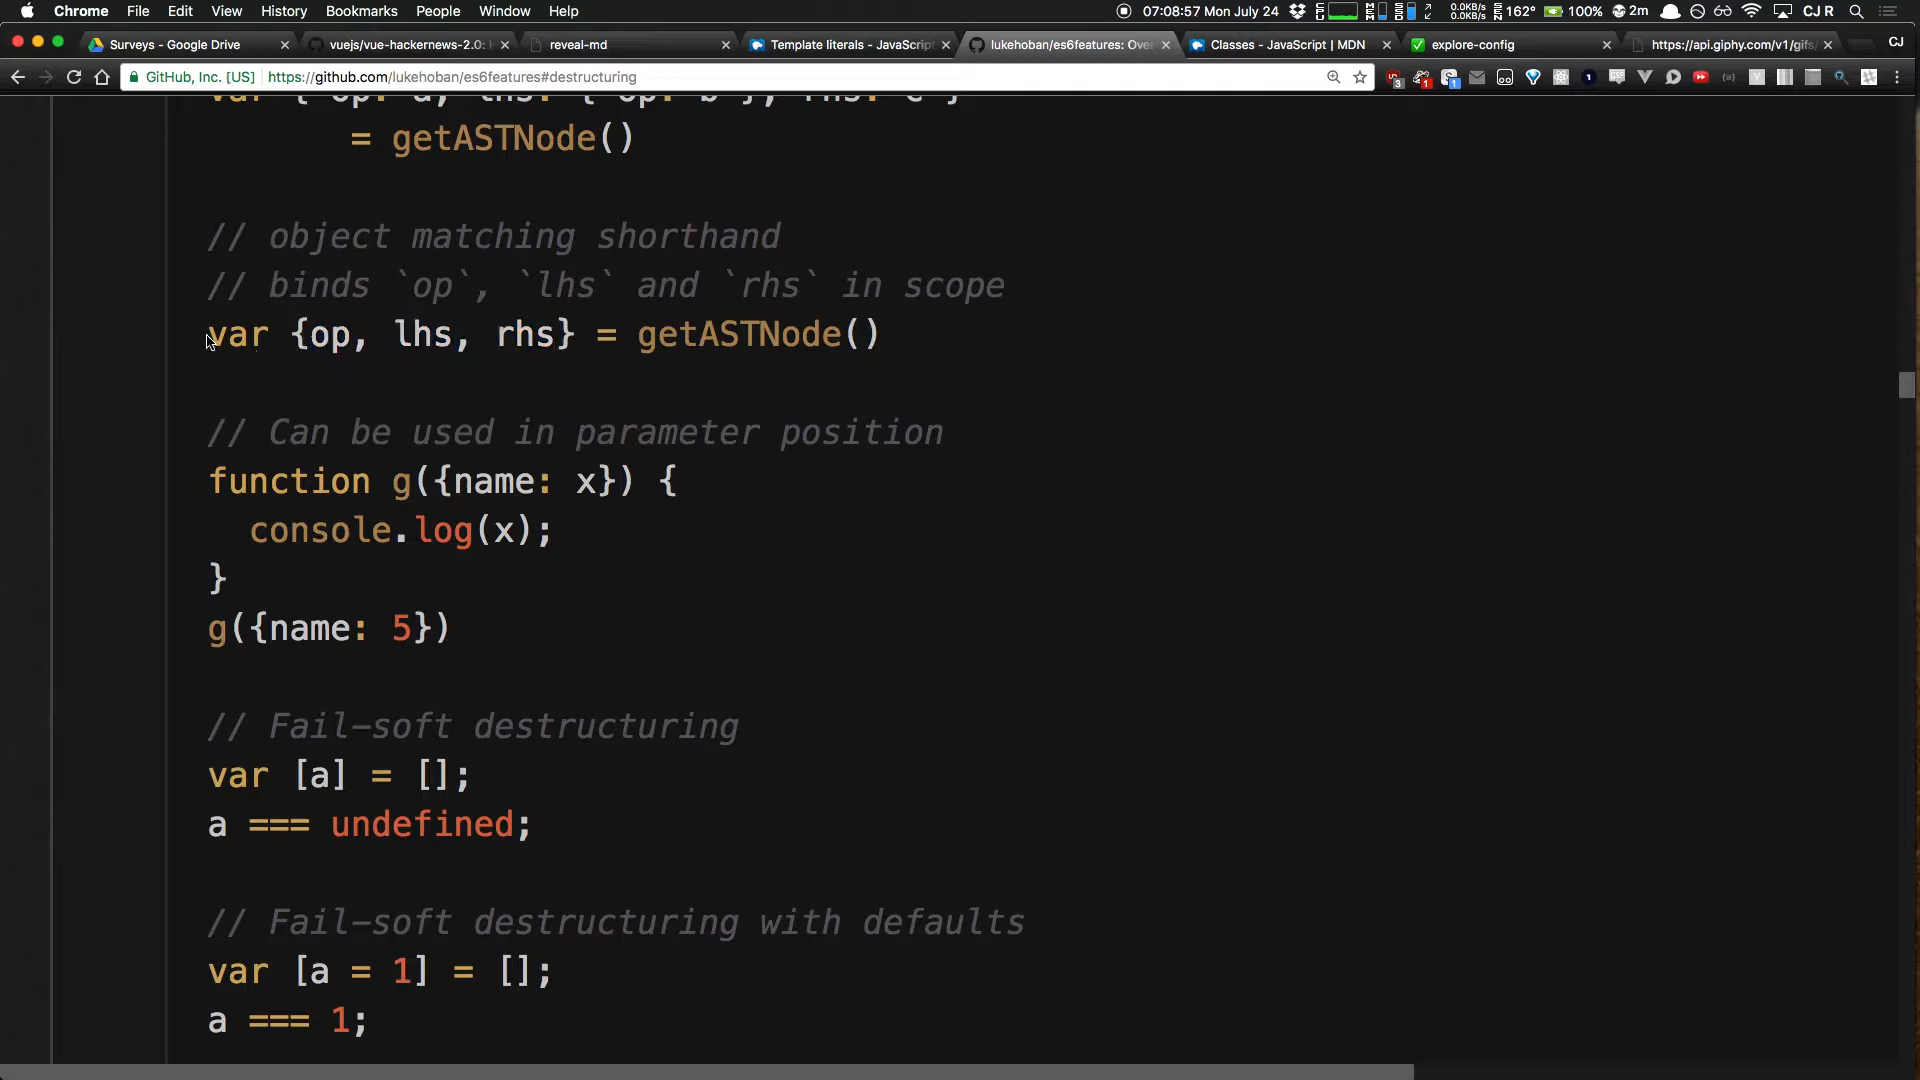 Chrome File Edit View History Bookmarks People Window Help 07:08:57 Mon July 24 0.0KB/s 0.0KB/s 162° 100% 2m CJ R
Surveys - Google Drive vuejs/vue-hackernews-2.0: reveal-md Template literals - JavaScript lukehoban/es6features: Ove Classes - JavaScript | MDN explore-config https://api.giphy.com/v1/gifs CJ
GitHub, Inc. [US] https://github.com/lukehoban/es6features#destructuring
= getASTNode()
// object matching shorthand
// binds `op`, `lhs` and `rhs` in scope
var {op, lhs, rhs} = getASTNode()
// Can be used in parameter position
function g({name: x}) {
console.log(x);
}
g({name: 5})
// Fail-soft destructuring
var [a] = [];
a === undefined;
// Fail-soft destructuring with defaults
var [a = 1] = [];
a === 1;